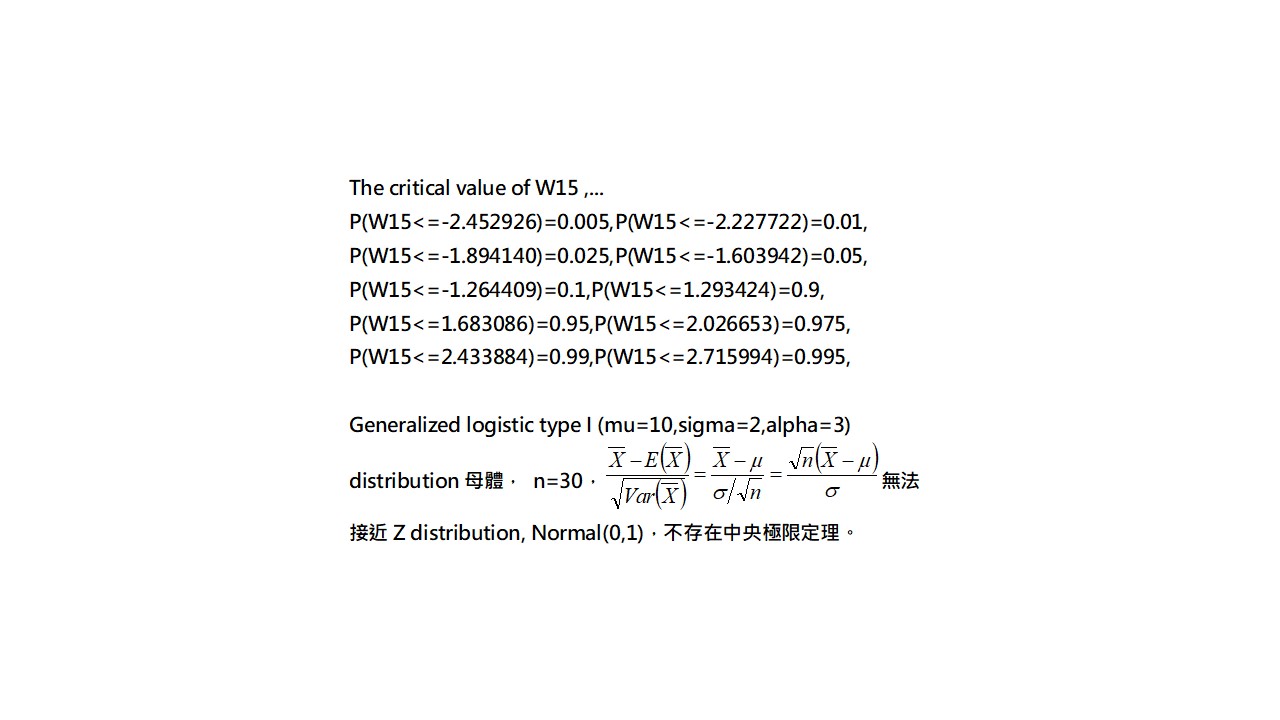 The critical value of W15 ,...
P(W15<=-2.452926)=0.005,P(W15<=-2.227722)=0.01,
P(W15<=-1.894140)=0.025,P(W15<=-1.603942)=0.05,
P(W15<=-1.264409)=0.1,P(W15<=1.293424)=0.9,
P(W15<=1.683086)=0.95,P(W15<=2.026653)=0.975,
P(W15<=2.433884)=0.99,P(W15<=2.715994)=0.995,
Generalized logistic type I (mu=10,sigma=2,alpha=3)
distribution 母體， n=30， \frac{\overline{X}-E(\overline{X})}{\sqrt{Var(\overline{X})}}=\frac{\overline{X}-μ}{σ/\sqrt{n}}=\frac{\sqrt{n}(\overline{X}-μ)}{σ} 無法
接近 Z distribution, Normal(0,1)，不存在中央極限定理。